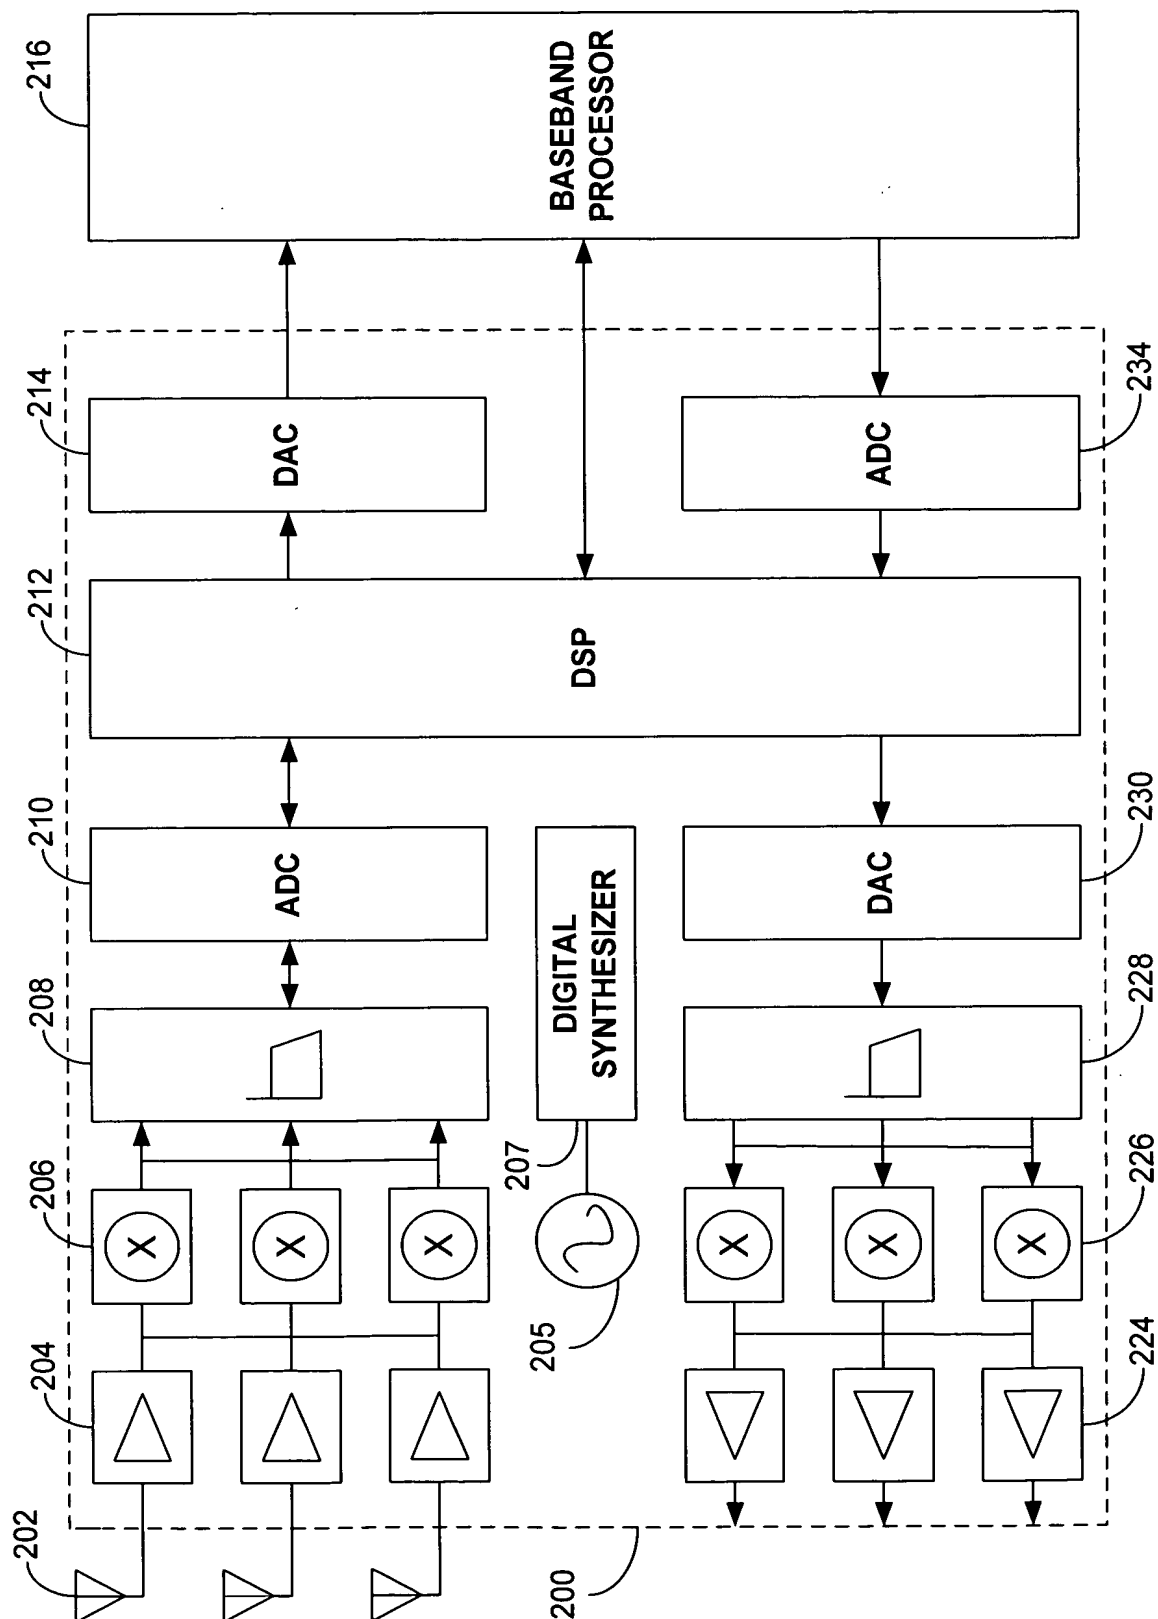 202
204
206
208
210
212
214
216
X
X
X
ADC
DSP
DAC
BASEBAND
PROCESSOR
205
207
DIGITAL
SYNTHESIZER
200
X
X
X
DAC
ADC
224
226
228
230
234